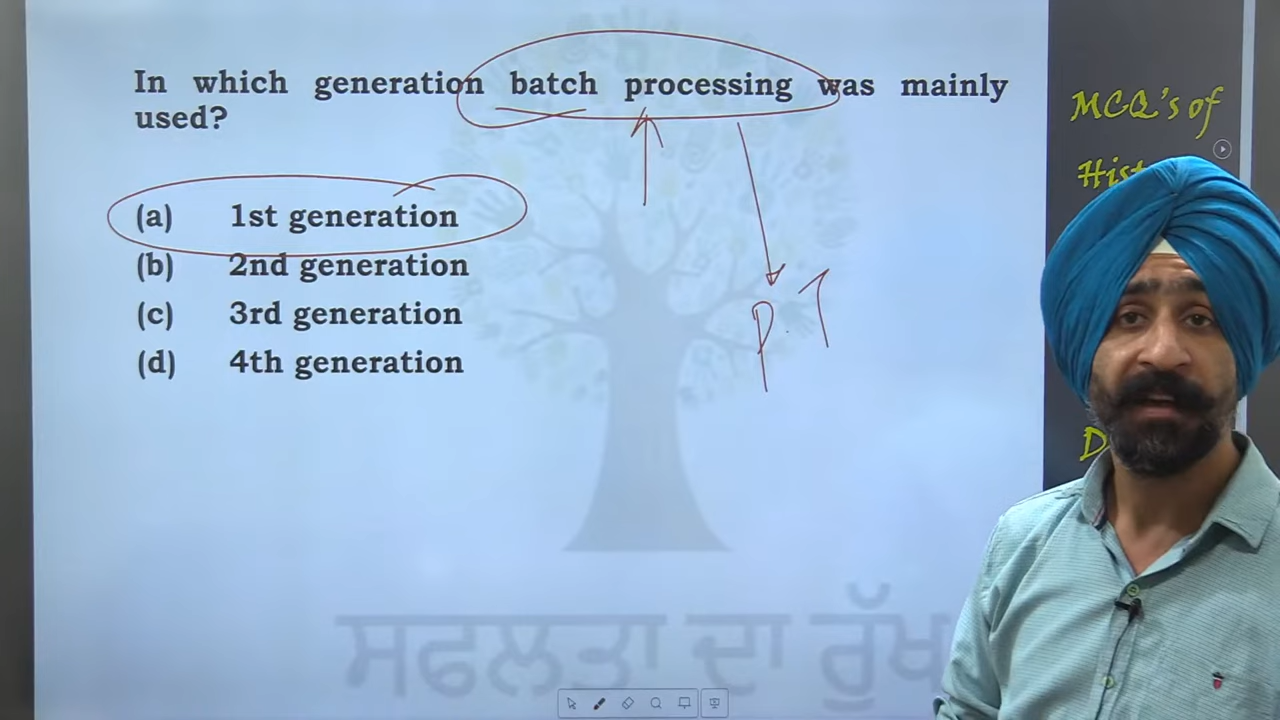 In which generation batch processing was mainly
used?
(a) 1st generation
(b) 2nd generation
(c) 3rd generation
(d) 4th generation
P.T
MCQ's of
ਸਫਲਤਾ ਦਾ ਰੁੱਖ